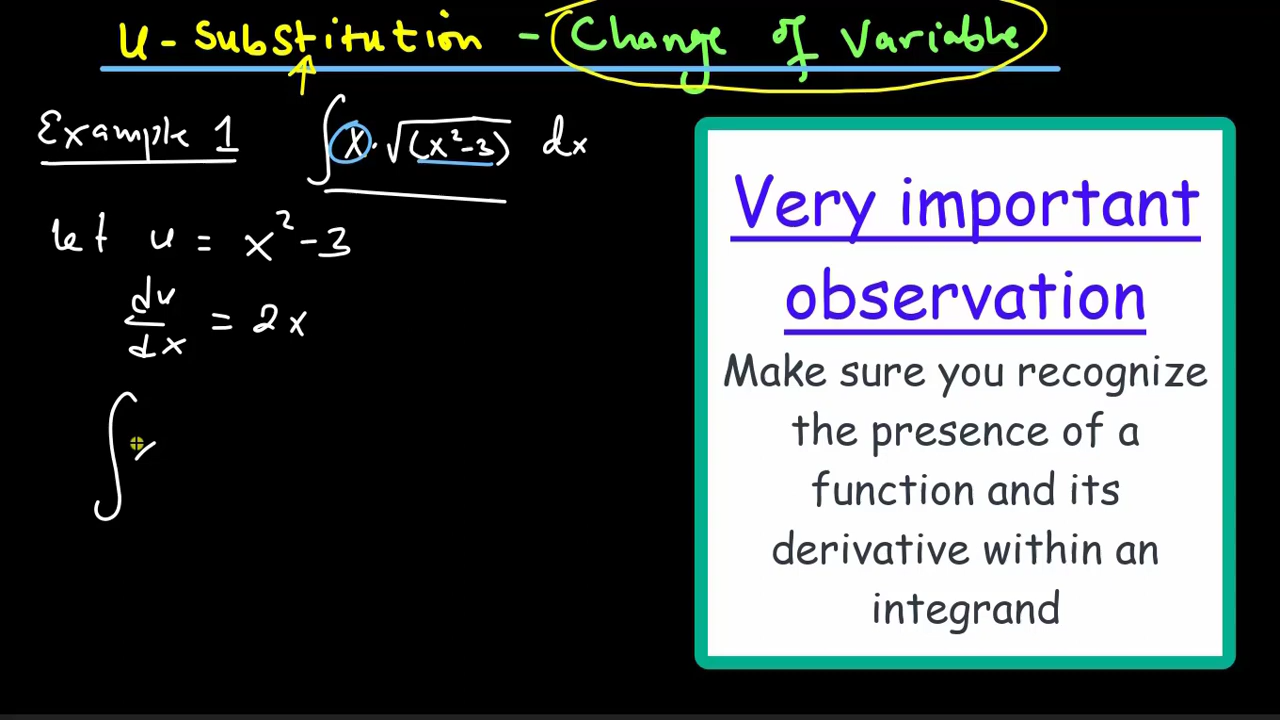 u - Substitution - Change of Variable
Example 1 ∫ x·√(x²-3) dx
let u = x²-3
du/dx = 2x
∫
Very important
observation
Make sure you recognize
the presence of a
function and its
derivative within an
integrand